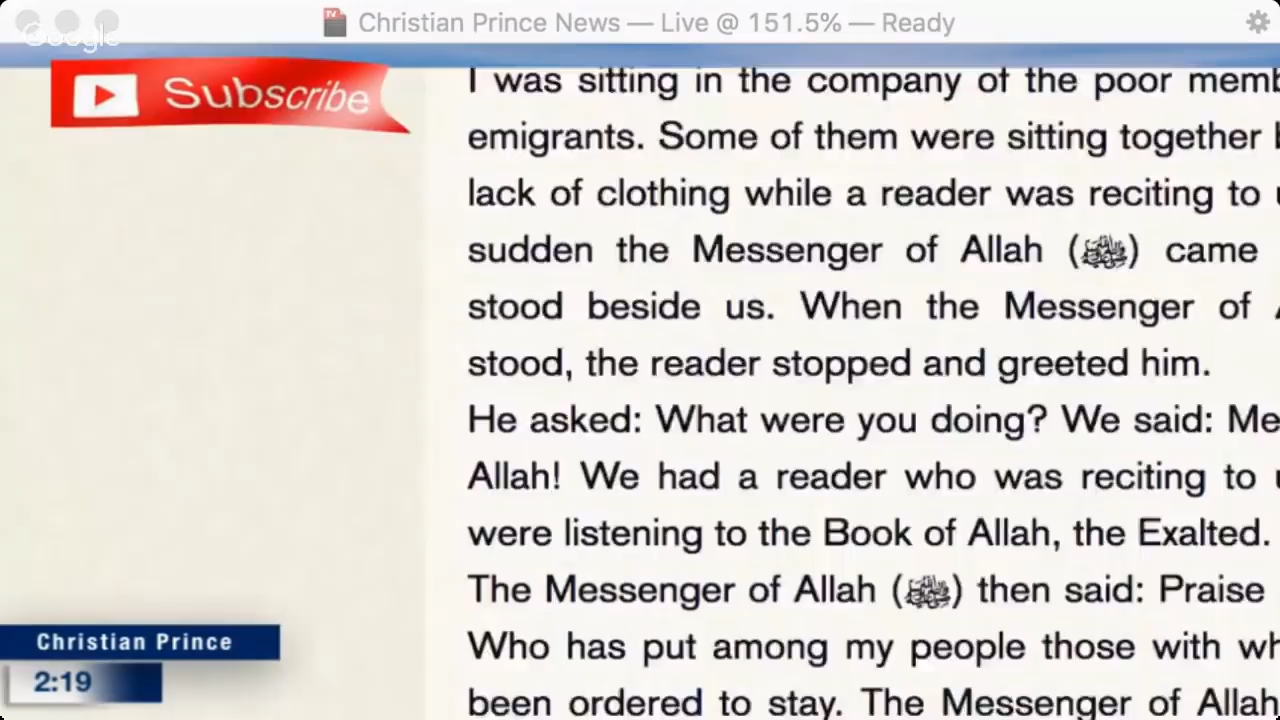 Christian Prince News — Live @ 151.5% — Ready
Google
Subscribe
I was sitting in the company of the poor memb
emigrants. Some of them were sitting together
lack of clothing while a reader was reciting to
sudden the Messenger of Allah (ﷺ) came
stood beside us. When the Messenger of
stood, the reader stopped and greeted him.
He asked: What were you doing? We said: Me
Allah! We had a reader who was reciting to
were listening to the Book of Allah, the Exalted.
The Messenger of Allah (ﷺ) then said: Praise
Who has put among my people those with wh
been ordered to stay. The Messenger of Allah
Christian Prince
2:19